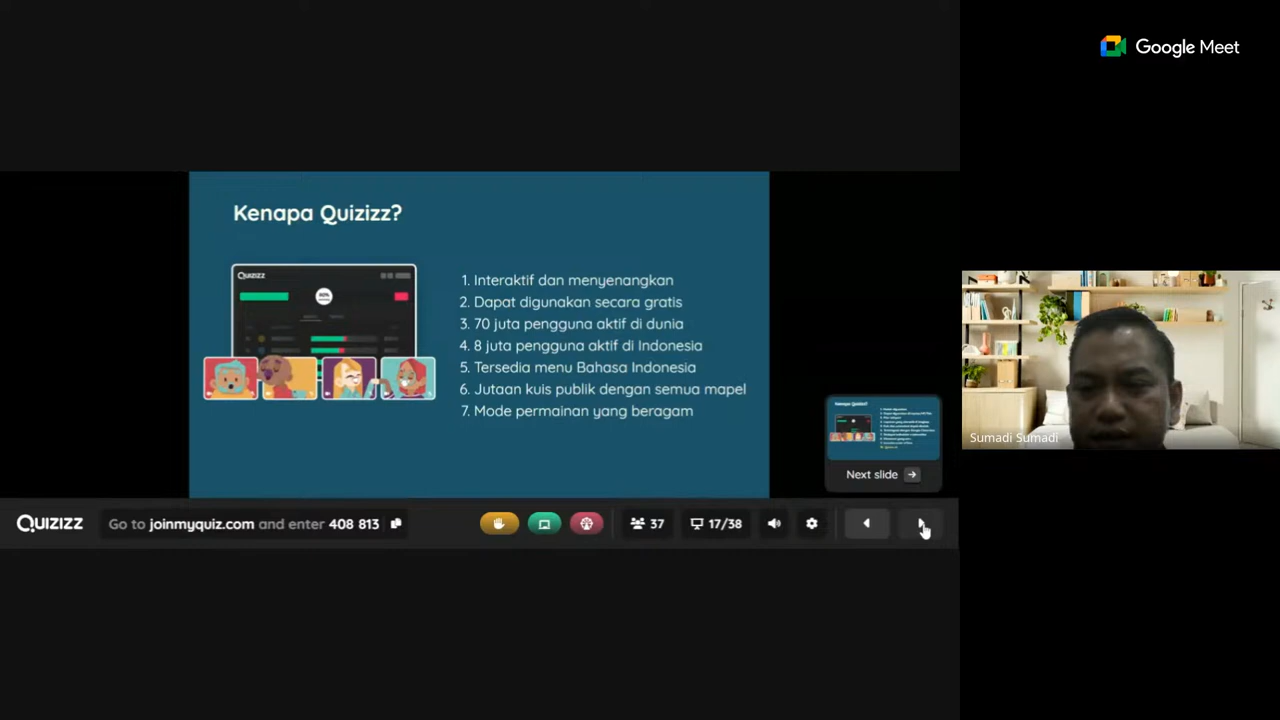 Google Meet
Kenapa Quizizz?
QUIZIZZ
1. Interaktif dan menyenangkan
2. Dapat digunakan secara gratis
3. 70 juta pengguna aktif di dunia
4. 8 juta pengguna aktif di Indonesia
5. Tersedia menu Bahasa Indonesia
6. Jutaan kuis publik dengan semua mapel
7. Mode permainan yang beragam
Kenapa Quizizz?
Next slide
Sumadi Sumadi
QUIZIZZ
Go to joinmyquiz.com and enter 408 813
37
17/38